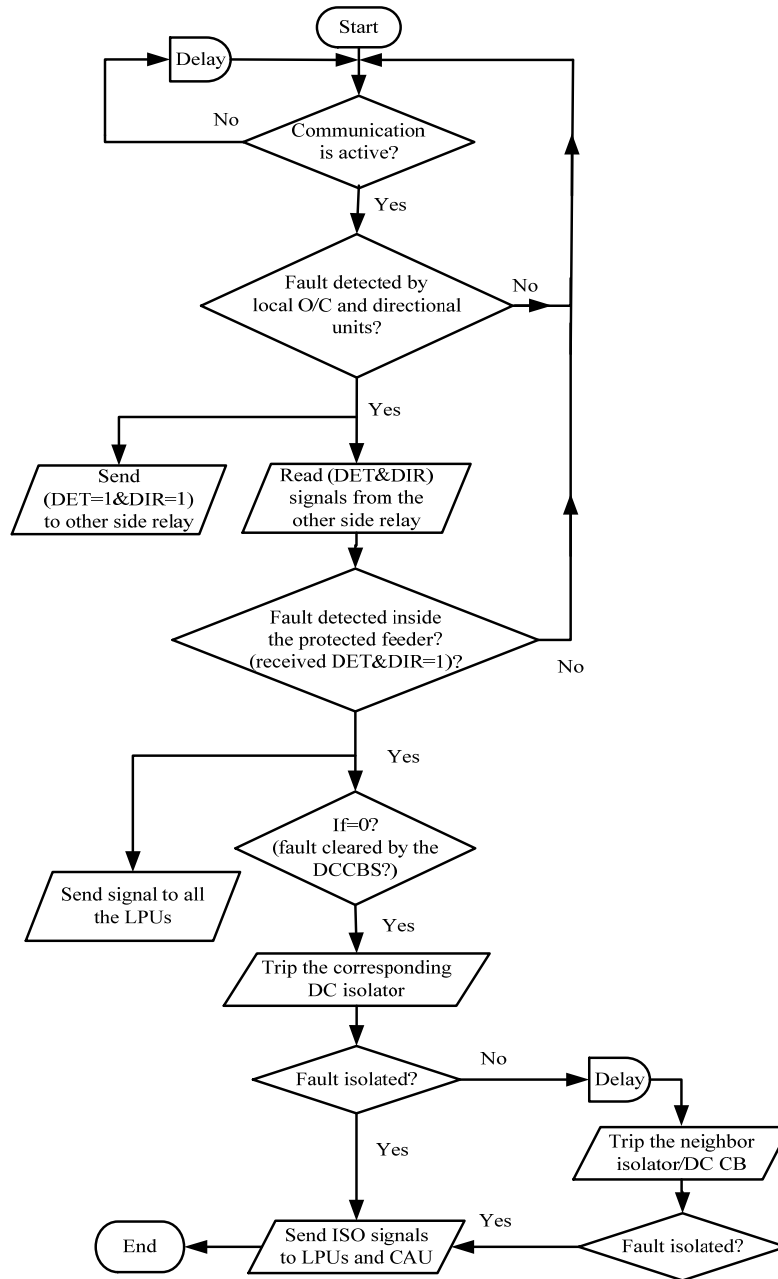 Start
Delay
No
Communication
is active?
Yes
Fault detected by
local O/C and directional
units?
No
Yes
Send
(DET=1&DIR=1)
to other side relay
Read (DET&DIR)
signals from the
other side relay
Fault detected inside
the protected feeder?
(received DET&DIR=1)?
No
Yes
If=0?
(fault cleared by the
DCCBS?)
Send signal to all
the LPUs
Yes
Trip the corresponding
DC isolator
Fault isolated?
No
Delay
Yes
Trip the neighbor
isolator/DC CB
End
Send ISO signals
to LPUs and CAU
Yes
Fault isolated?